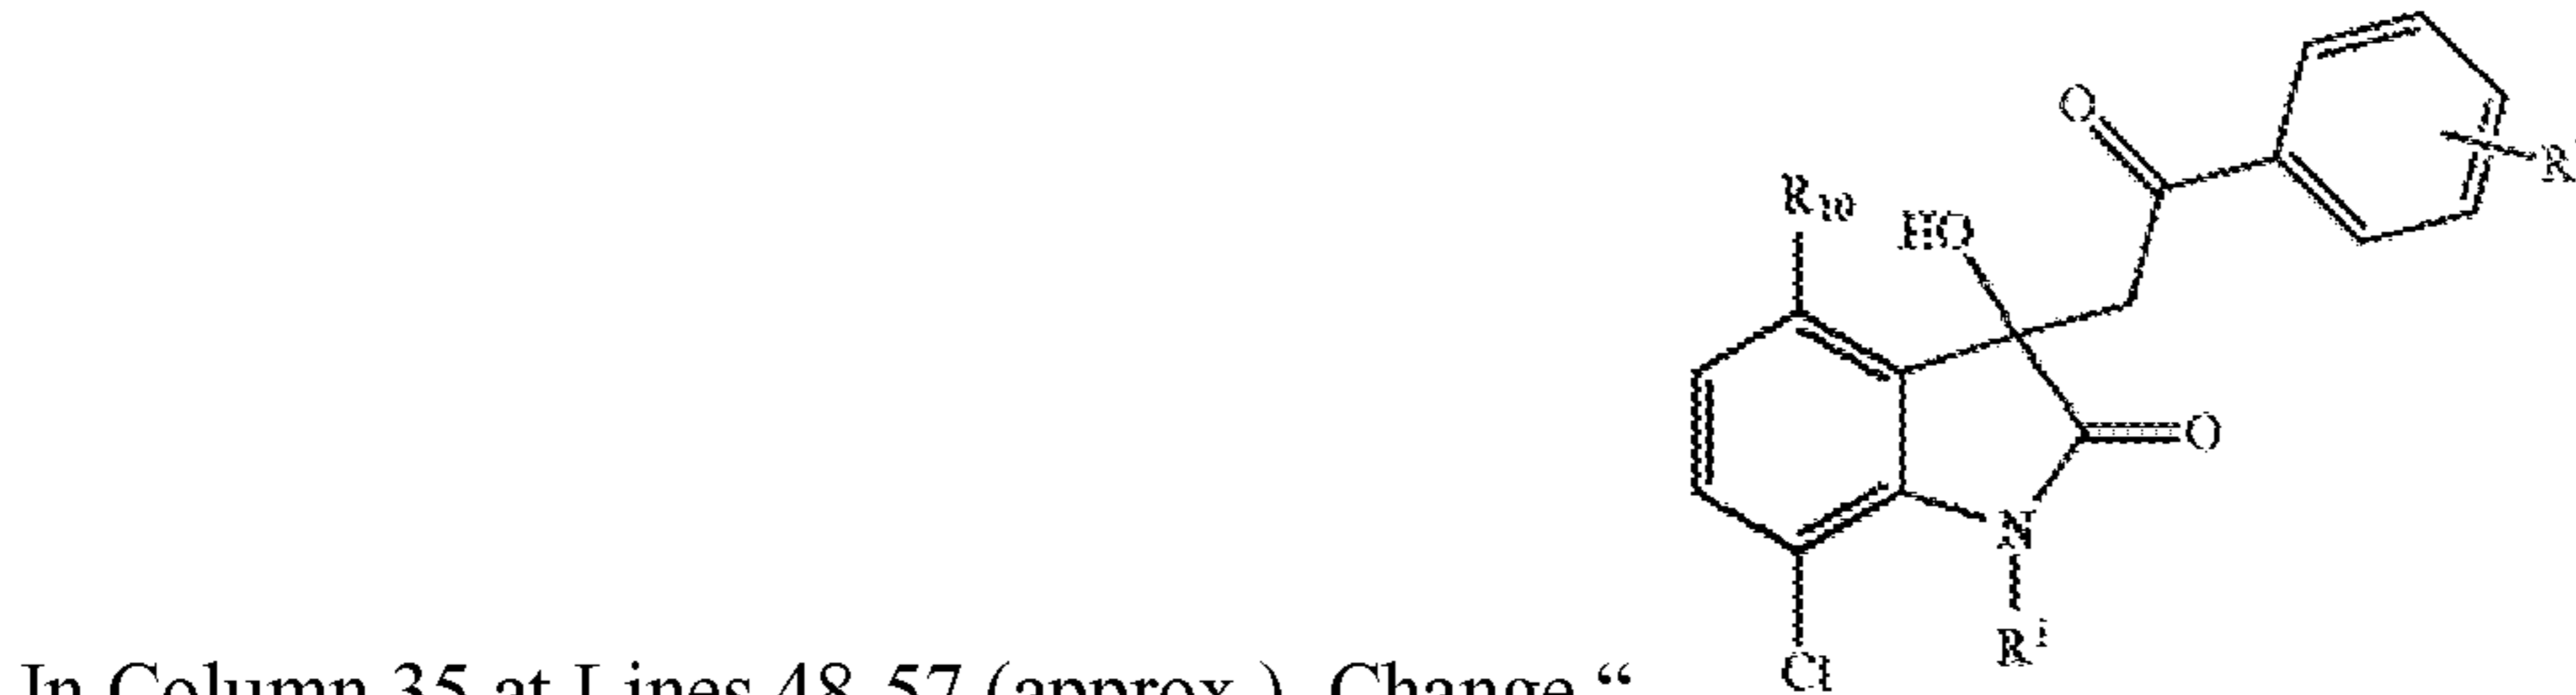 O
R
R10
HO
O
N
R1
Cl
In Column 35 at Lines 48-57 (approx.), Change “